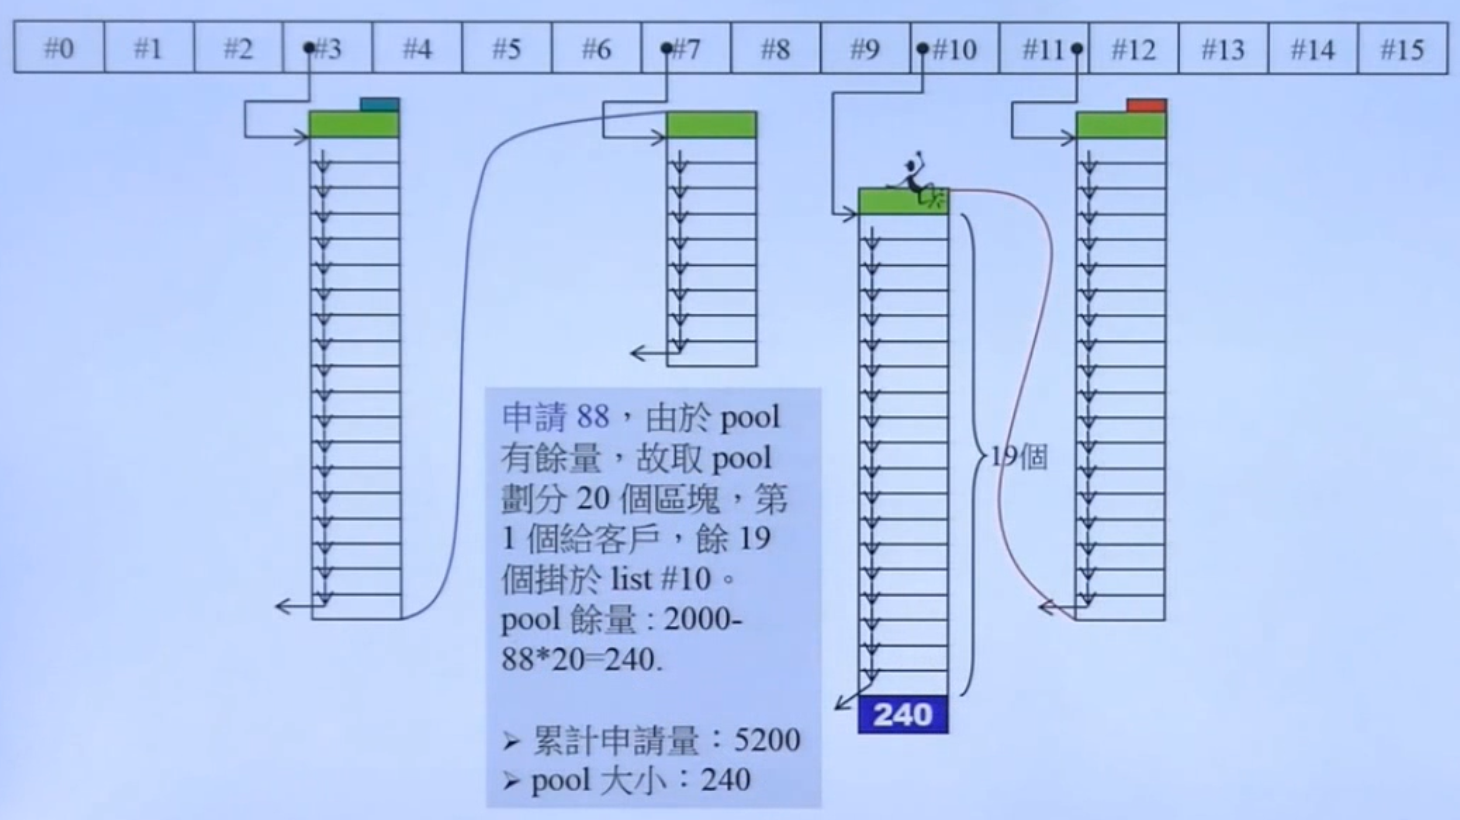 #0 #1 #2 #3 #4 #5 #6 #7 #8 #9 #10 #11 #12 #13 #14 #15
申請 88，由於 pool
有餘量，故取 pool
劃分 20 個區塊，第
1 個給客戶，餘 19
個掛於 list #10。
pool 餘量 : 2000-
88*20=240.
➢ 累計申請量：5200
➢ pool 大小：240
19個
240